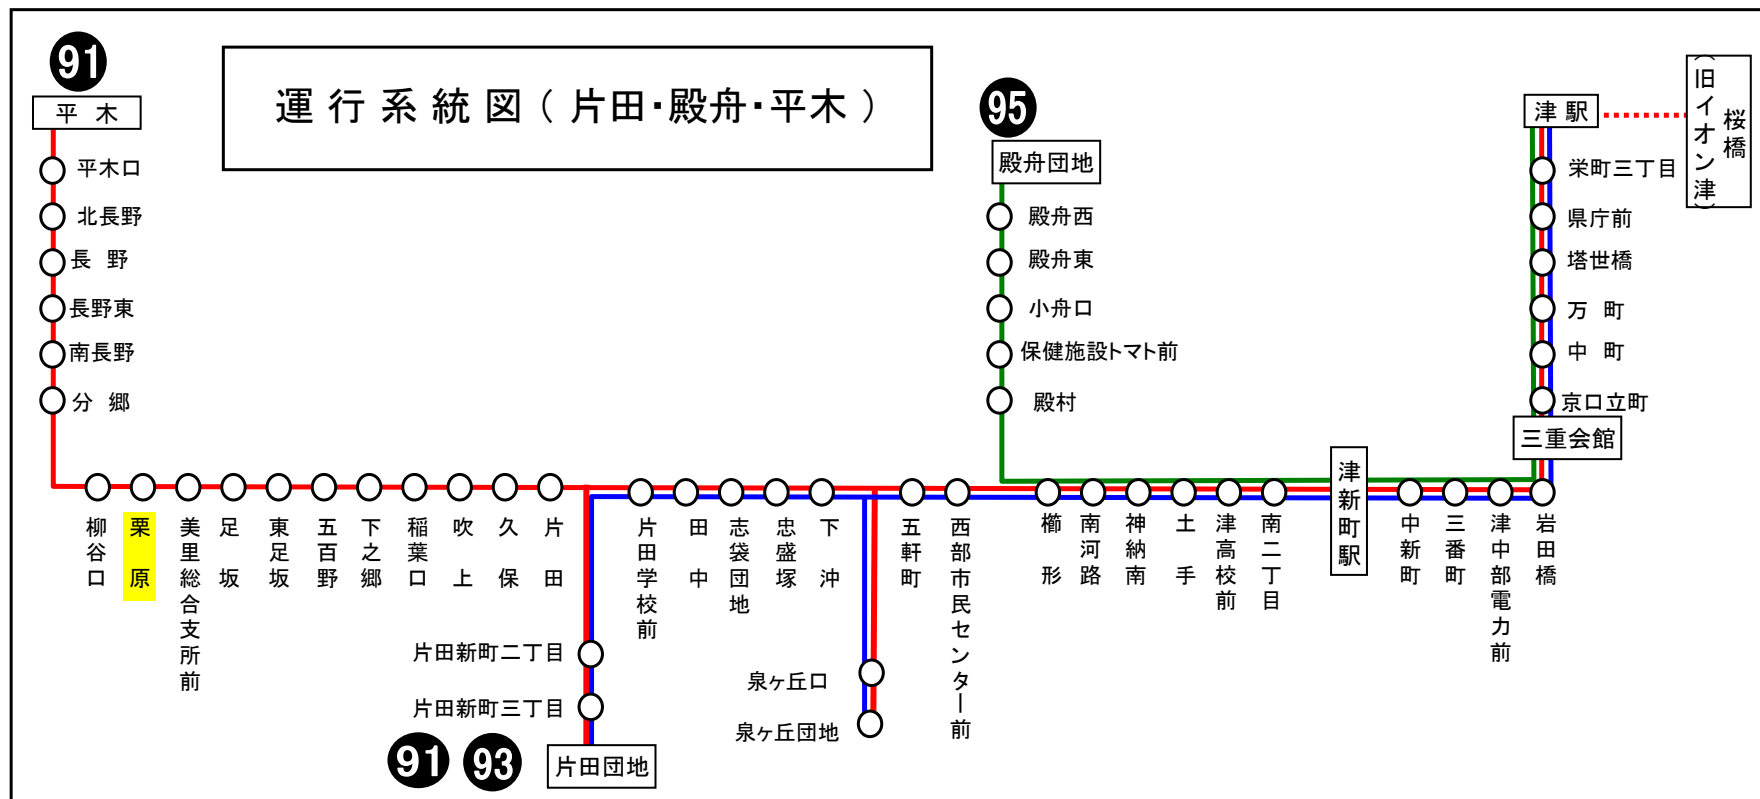 91
平木
運行系統図(片田・殿舟・平木)
平木口
北長野
長野
長野東
南長野
分郷
95
殿舟団地
殿舟西
殿舟東
小舟口
保健施設トマト前
殿村
津駅
桜橋
(旧イオン津)
栄町三丁目
県庁前
塔世橋
万町
中町
京口立町
三重会館
柳谷口
栗原
美里総合支所前
足坂
東足坂
五百野
下之郷
稲葉口
吹上
久保
片田
片田学校前
田中
志袋団地
忠盛塚
下沖
五軒町
西部市民センター前
櫛形
南河路
神納南
土手
津高校前
南二丁目
津新町駅
中新町
三番町
津中部電力前
岩田橋
片田新町二丁目
片田新町三丁目
91
93
片田団地
泉ヶ丘口
泉ヶ丘団地